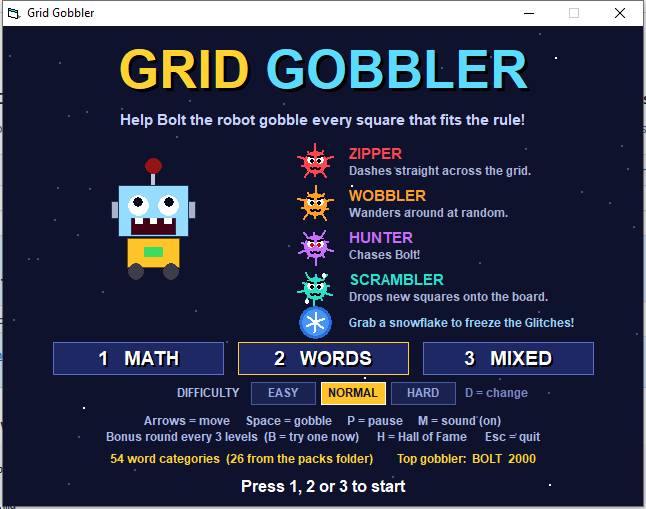 Grid Gobbler
GRID GOBBLER
Help Bolt the robot gobble every square that fits the rule!
ZIPPER
Dashes straight across the grid.
WOBBLER
Wanders around at random.
HUNTER
Chases Bolt!
SCRAMBLER
Drops new squares onto the board.
Grab a snowflake to freeze the Glitches!
1 MATH 2 WORDS 3 MIXED
DIFFICULTY EASY NORMAL HARD D = change
Arrows = move Space = gobble P = pause M = sound (on)
Bonus round every 3 levels (B = try one now) H = Hall of Fame Esc = quit
54 word categories (26 from the packs folder) Top gobbler: BOLT 2000
Press 1, 2 or 3 to start